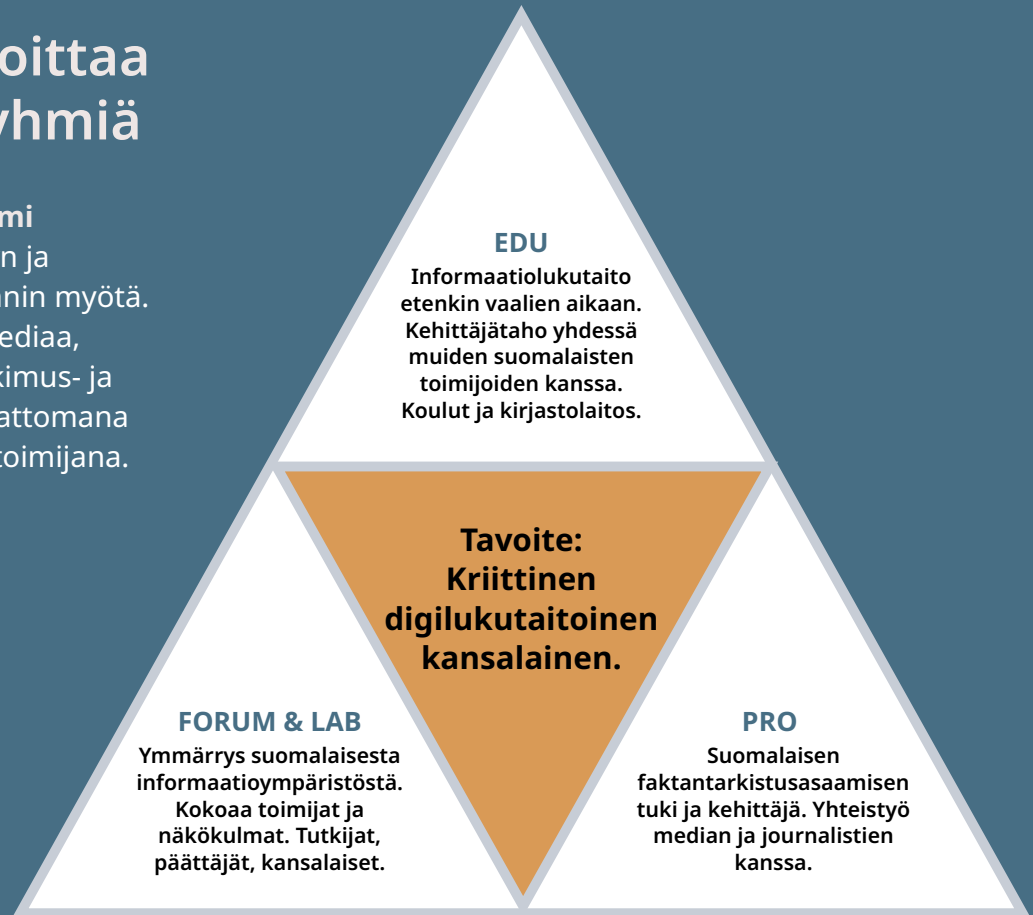 oittaa
yhmiä
mi
n ja
nin myötä.
ediaa,
kimus- ja
attomana
toimijana.
EDU
Informaatiolukutaito
etenkin vaalien aikaan.
Kehittäjätaho yhdessä
muiden suomalaisten
toimijoiden kanssa.
Koulut ja kirjastolaitos.
Tavoite:
Kriittinen
digilukutaitoinen
kansalainen.
FORUM & LAB
Ymmärrys suomalaisesta
informaatioympäristöstä.
Kokoaa toimijat ja
näkökulmat. Tutkijat,
päättäjät, kansalaiset.
PRO
Suomalaisen
faktantarkistusasaamisen
tuki ja kehittäjä. Yhteistyö
median ja journalistien
kanssa.